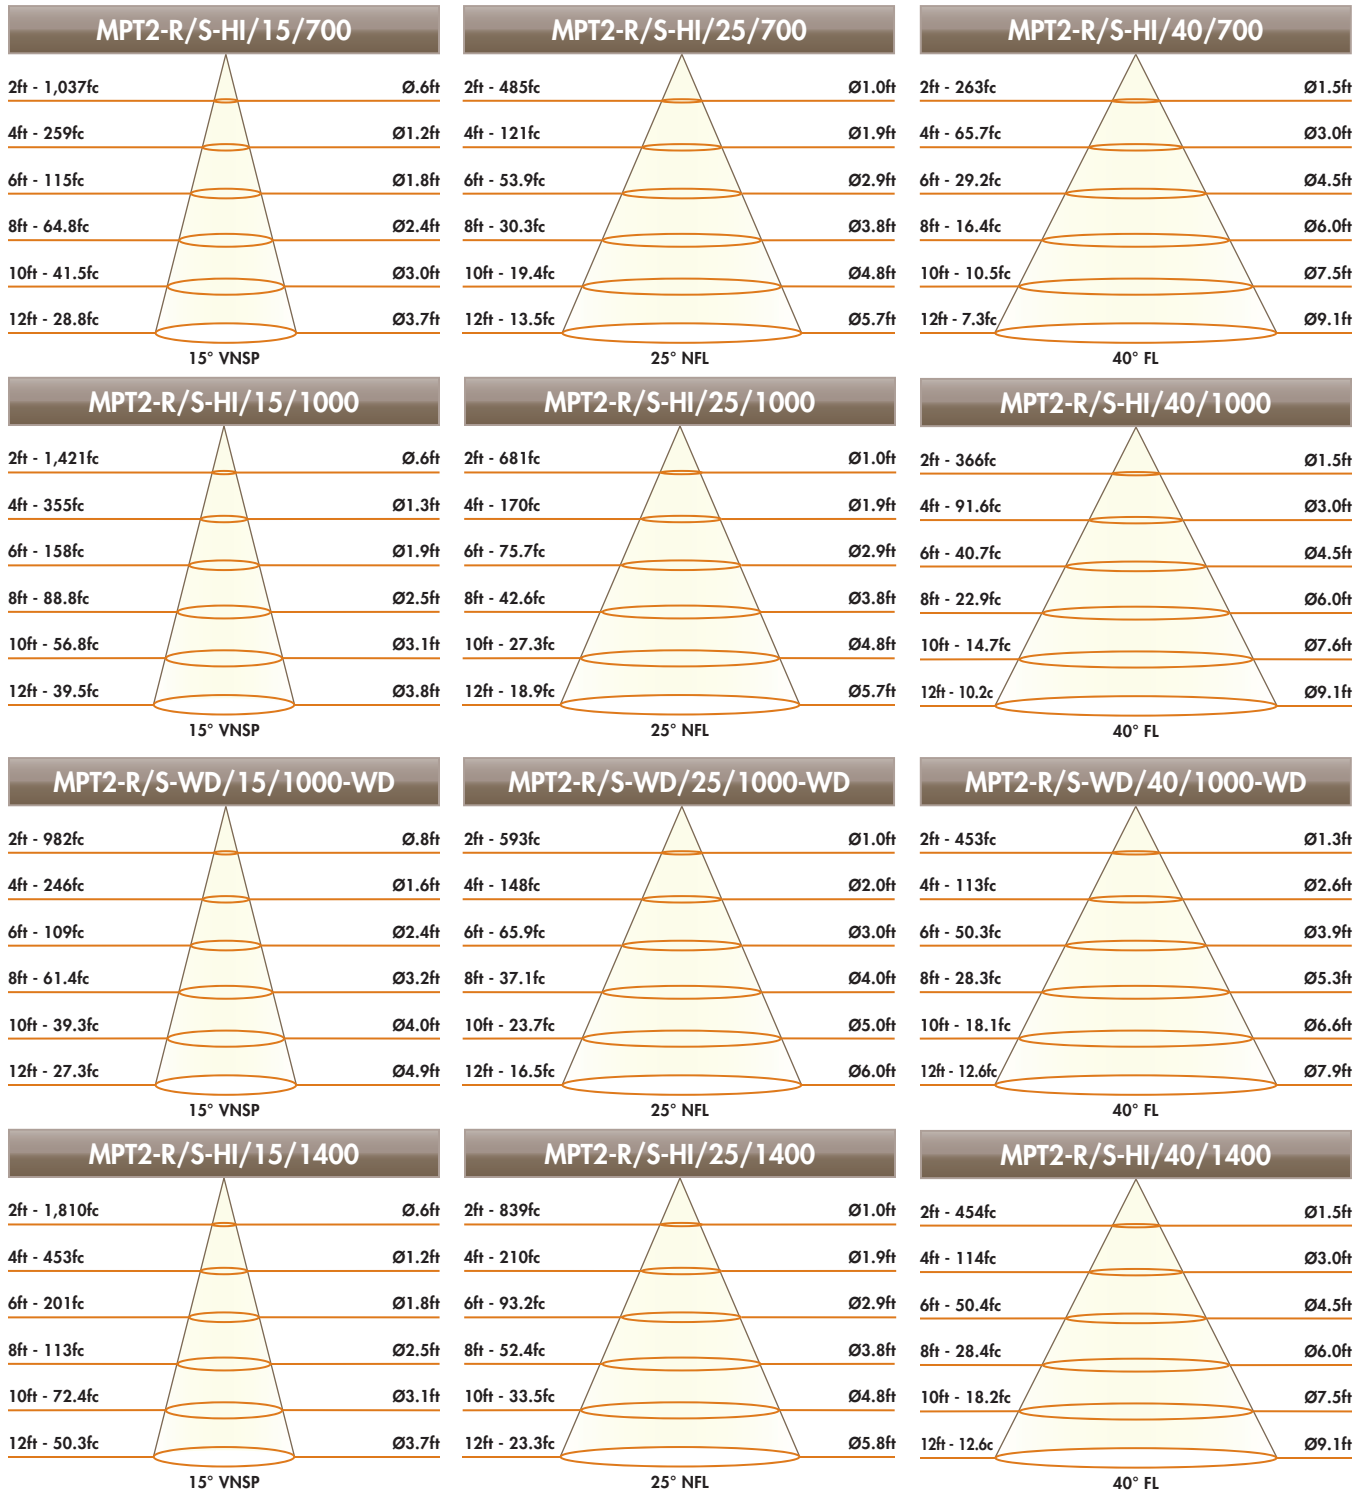 MPT2-R/S-HI/15/700
2ft - 1,037fc Ø.6ft
4ft - 259fc Ø1.2ft
6ft - 115fc Ø1.8ft
8ft - 64.8fc Ø2.4ft
10ft - 41.5fc Ø3.0ft
12ft - 28.8fc Ø3.7ft
15° VNSP
MPT2-R/S-HI/25/700
2ft - 485fc Ø1.0ft
4ft - 121fc Ø1.9ft
6ft - 53.9fc Ø2.9ft
8ft - 30.3fc Ø3.8ft
10ft - 19.4fc Ø4.8ft
12ft - 13.5fc Ø5.7ft
25° NFL
MPT2-R/S-HI/40/700
2ft - 263fc Ø1.5ft
4ft - 65.7fc Ø3.0ft
6ft - 29.2fc Ø4.5ft
8ft - 16.4fc Ø6.0ft
10ft - 10.5fc Ø7.5ft
12ft - 7.3fc Ø9.1ft
40° FL
MPT2-R/S-HI/15/1000
2ft - 1,421fc Ø.6ft
4ft - 355fc Ø1.3ft
6ft - 158fc Ø1.9ft
8ft - 88.8fc Ø2.5ft
10ft - 56.8fc Ø3.1ft
12ft - 39.5fc Ø3.8ft
15° VNSP
MPT2-R/S-HI/25/1000
2ft - 681fc Ø1.0ft
4ft - 170fc Ø1.9ft
6ft - 75.7fc Ø2.9ft
8ft - 42.6fc Ø3.8ft
10ft - 27.3fc Ø4.8ft
12ft - 18.9fc Ø5.7ft
25° NFL
MPT2-R/S-HI/40/1000
2ft - 366fc Ø1.5ft
4ft - 91.6fc Ø3.0ft
6ft - 40.7fc Ø4.5ft
8ft - 22.9fc Ø6.0ft
10ft - 14.7fc Ø7.6ft
12ft - 10.2c Ø9.1ft
40° FL
MPT2-R/S-WD/15/1000-WD
2ft - 982fc Ø.8ft
4ft - 246fc Ø1.6ft
6ft - 109fc Ø2.4ft
8ft - 61.4fc Ø3.2ft
10ft - 39.3fc Ø4.0ft
12ft - 27.3fc Ø4.9ft
15° VNSP
MPT2-R/S-WD/25/1000-WD
2ft - 593fc Ø1.0ft
4ft - 148fc Ø2.0ft
6ft - 65.9fc Ø3.0ft
8ft - 37.1fc Ø4.0ft
10ft - 23.7fc Ø5.0ft
12ft - 16.5fc Ø6.0ft
25° NFL
MPT2-R/S-WD/40/1000-WD
2ft - 453fc Ø1.3ft
4ft - 113fc Ø2.6ft
6ft - 50.3fc Ø3.9ft
8ft - 28.3fc Ø5.3ft
10ft - 18.1fc Ø6.6ft
12ft - 12.6fc Ø7.9ft
40° FL
MPT2-R/S-HI/15/1400
2ft - 1,810fc Ø.6ft
4ft - 453fc Ø1.2ft
6ft - 201fc Ø1.8ft
8ft - 113fc Ø2.5ft
10ft - 72.4fc Ø3.1ft
12ft - 50.3fc Ø3.7ft
15° VNSP
MPT2-R/S-HI/25/1400
2ft - 839fc Ø1.0ft
4ft - 210fc Ø1.9ft
6ft - 93.2fc Ø2.9ft
8ft - 52.4fc Ø3.8ft
10ft - 33.5fc Ø4.8ft
12ft - 23.3fc Ø5.8ft
25° NFL
MPT2-R/S-HI/40/1400
2ft - 454fc Ø1.5ft
4ft - 114fc Ø3.0ft
6ft - 50.4fc Ø4.5ft
8ft - 28.4fc Ø6.0ft
10ft - 18.2fc Ø7.5ft
12ft - 12.6c Ø9.1ft
40° FL